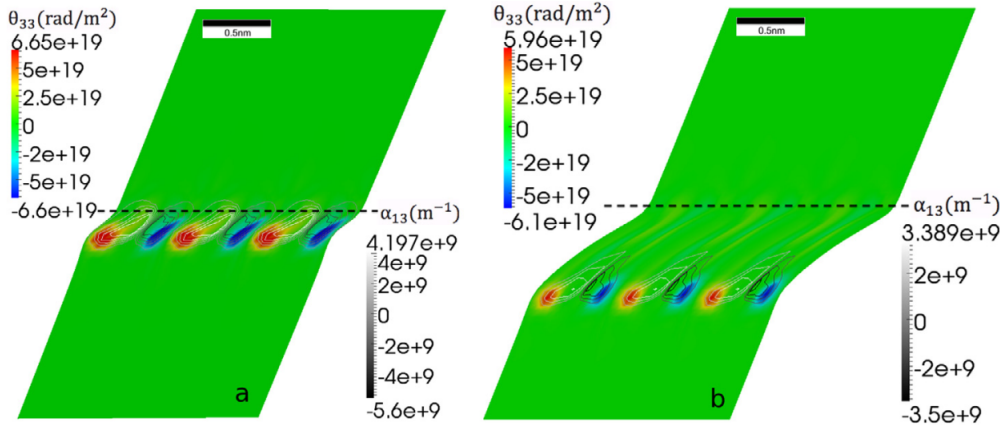 θ₃₃(rad/m²)
6.65e+19
5e+19
2.5e+19
0
-2e+19
-5e+19
-6.6e+19
0.5nm
α₁₃(m⁻¹)
4.197e+9
4e+9
2e+9
0
-2e+9
-4e+9
-5.6e+9
a
θ₃₃(rad/m²)
5.96e+19
5e+19
2.5e+19
0
-2e+19
-5e+19
-6.1e+19
0.5nm
α₁₃(m⁻¹)
3.389e+9
2e+9
0
-2e+9
-3.5e+9
b